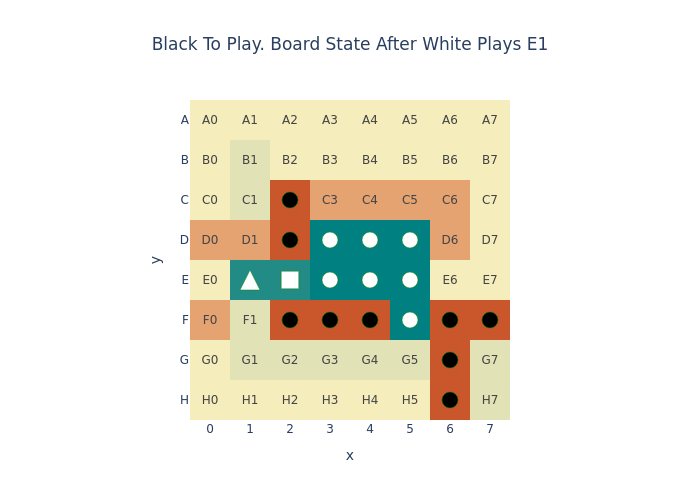 Black To Play. Board State After White Plays E1
A A0 A1 A2 A3 A4 A5 A6 A7
B B0 B1 B2 B3 B4 B5 B6 B7
C C0 C1 C3 C4 C5 C6 C7
D D0 D1 D6 D7
y
E E0 E6 E7
F F0 F1
G G0 G1 G2 G3 G4 G5 G7
H H0 H1 H2 H3 H4 H5 H7
0 1 2 3 4 5 6 7
x